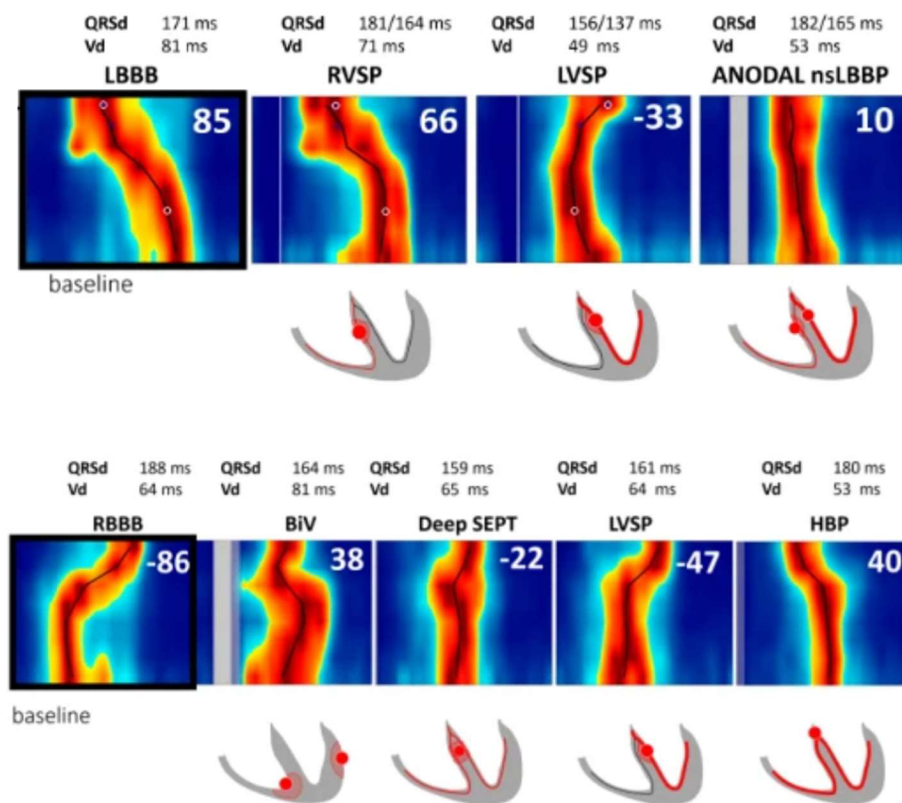 QRSd 171 ms QRSd 181/164 ms QRSd 156/137 ms QRSd 182/165 ms
Vd 81 ms Vd 71 ms Vd 49 ms Vd 53 ms
LBBB RVSP LVSP ANODAL nsLBBP
85 66 -33 10
baseline
QRSd 188 ms QRSd 164 ms QRSd 159 ms QRSd 161 ms QRSd 180 ms
Vd 64 ms Vd 81 ms Vd 65 ms Vd 64 ms Vd 53 ms
RBBB BiV Deep SEPT LVSP HBP
-86 38 -22 -47 40
baseline